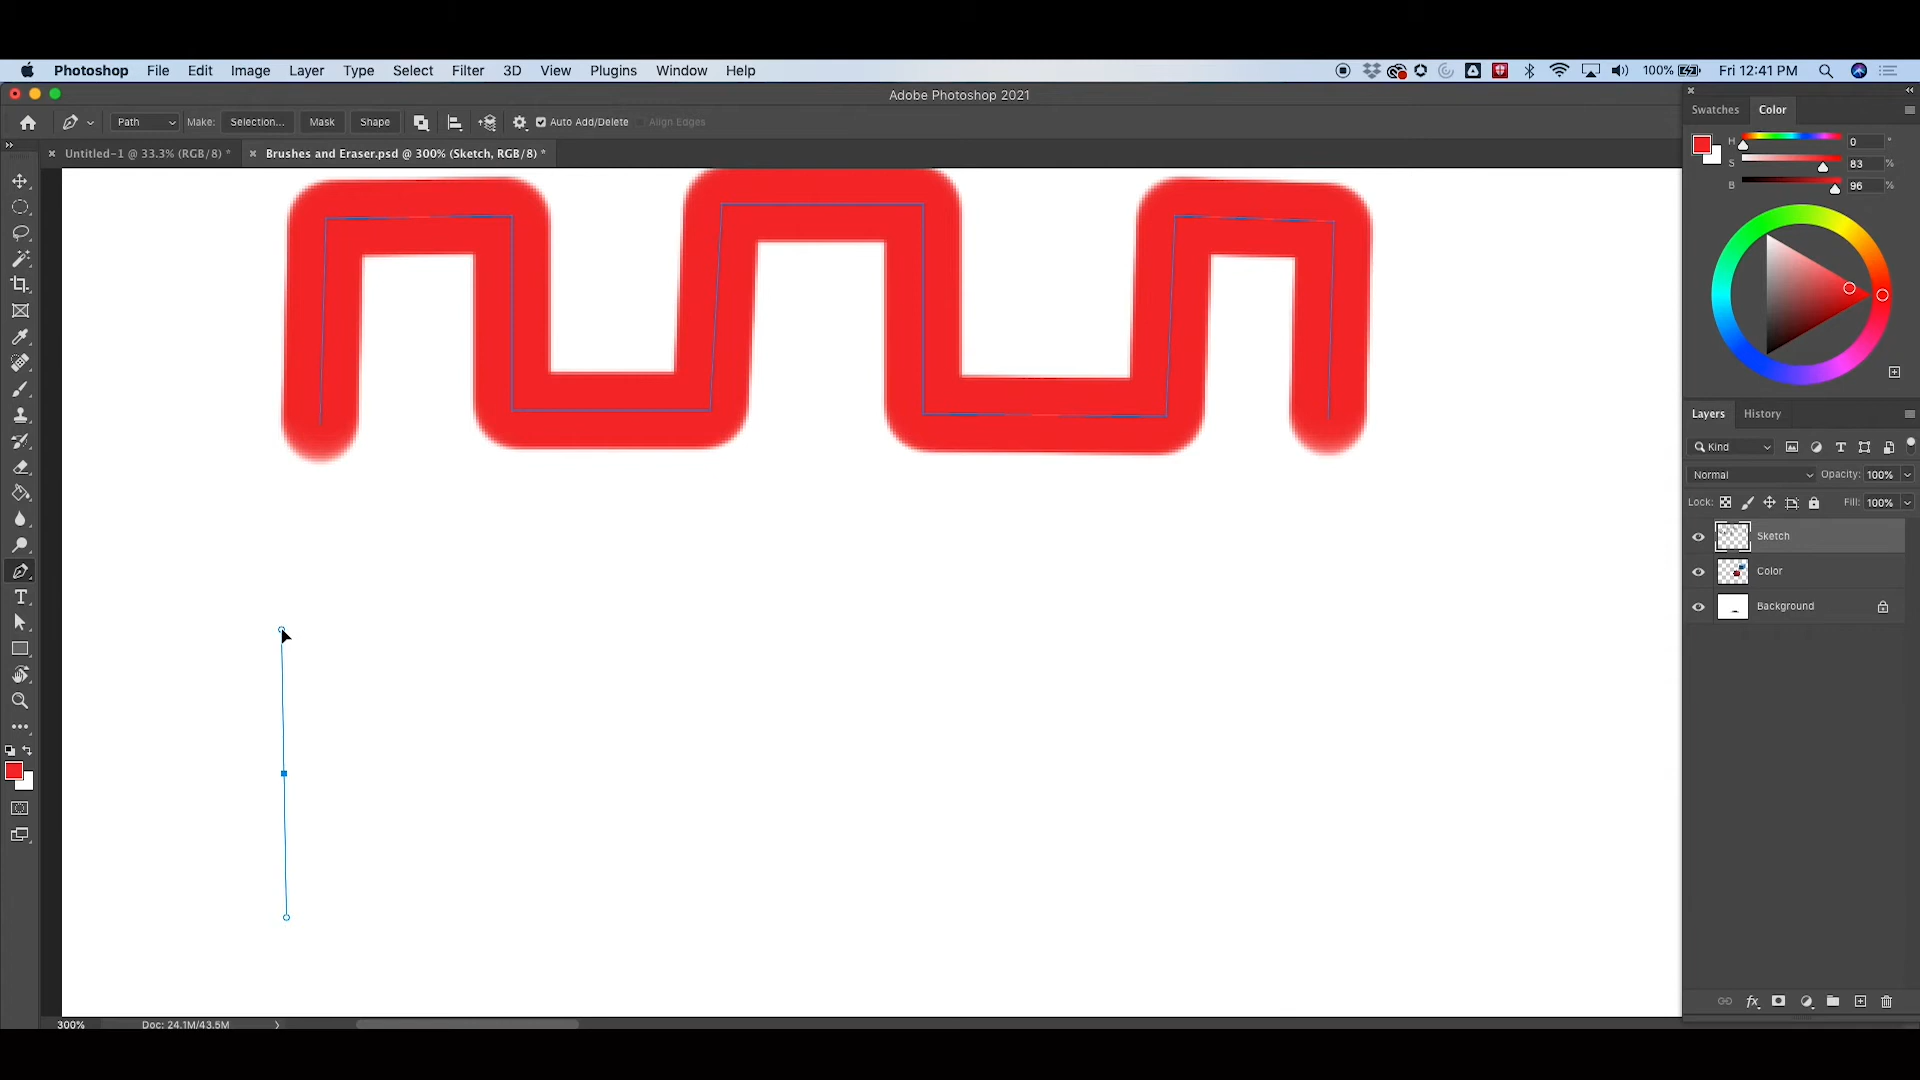 Photoshop File Edit Image Layer Type Select Filter 3D View Plugins Window Help 100% Fri 12:41 PM
Adobe Photoshop 2021
Path Make: Selection... Mask Shape Auto Add/Delete Align Edges
Untitled-1 @ 33.3% (RGB/8) * Brushes and Eraser.psd @ 300% (Sketch, RGB/8) *
Swatches Color
H 0 °
S 83 %
B 96 %
Layers History
Kind
Normal Opacity: 100%
Lock: Fill: 100%
Sketch
Color
Background
300% Doc: 24.1M/43.5M